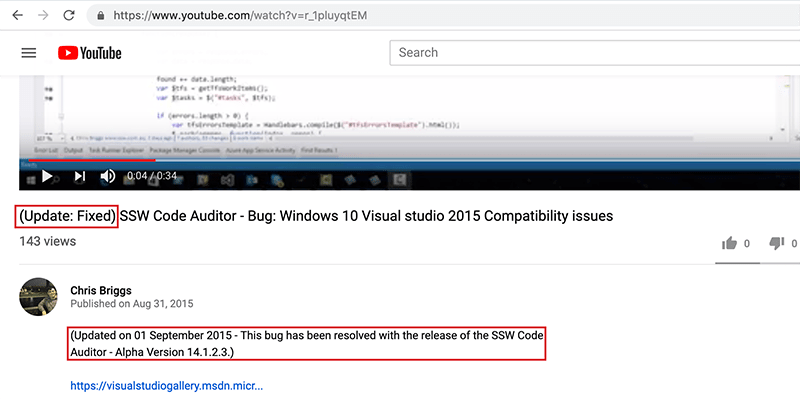 https://www.youtube.com/watch?v=r_1pluyqtEM
YouTube
Search
found += data.length;
var $tfs = getTfsWorkItems();
var $tasks = $("#tasks", $tfs);
if (errors.length > 0) {
var tfsErrorsTemplate = Handlebars.compile($("#tfsErrorsTemplate").html());
Error List Output Task Runner Explorer Package Manager Console Azure App Service Activity Find Results 1
0:04 / 0:34
(Update: Fixed) SSW Code Auditor - Bug: Windows 10 Visual studio 2015 Compatibility issues
143 views
0 0
Chris Briggs
Published on Aug 31, 2015
(Updated on 01 September 2015 - This bug has been resolved with the release of the SSW Code
Auditor - Alpha Version 14.1.2.3.)
https://visualstudiogallery.msdn.micr...